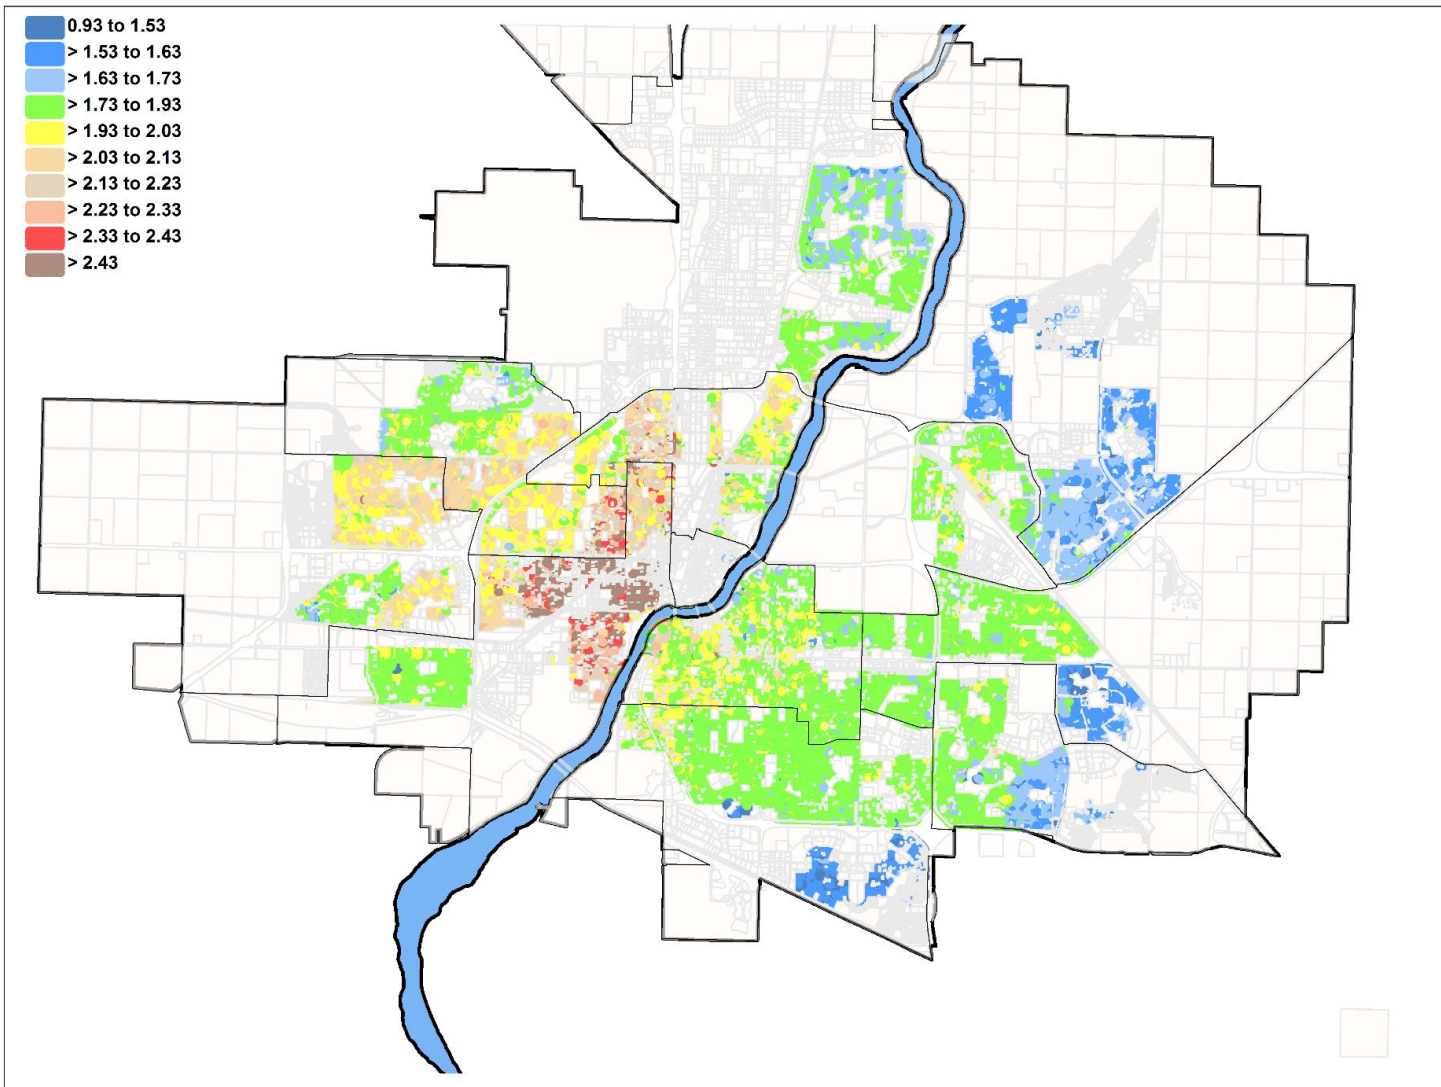 0.93 to 1.53
> 1.53 to 1.63
> 1.63 to 1.73
> 1.73 to 1.93
> 1.93 to 2.03
> 2.03 to 2.13
> 2.13 to 2.23
> 2.23 to 2.33
> 2.33 to 2.43
> 2.43